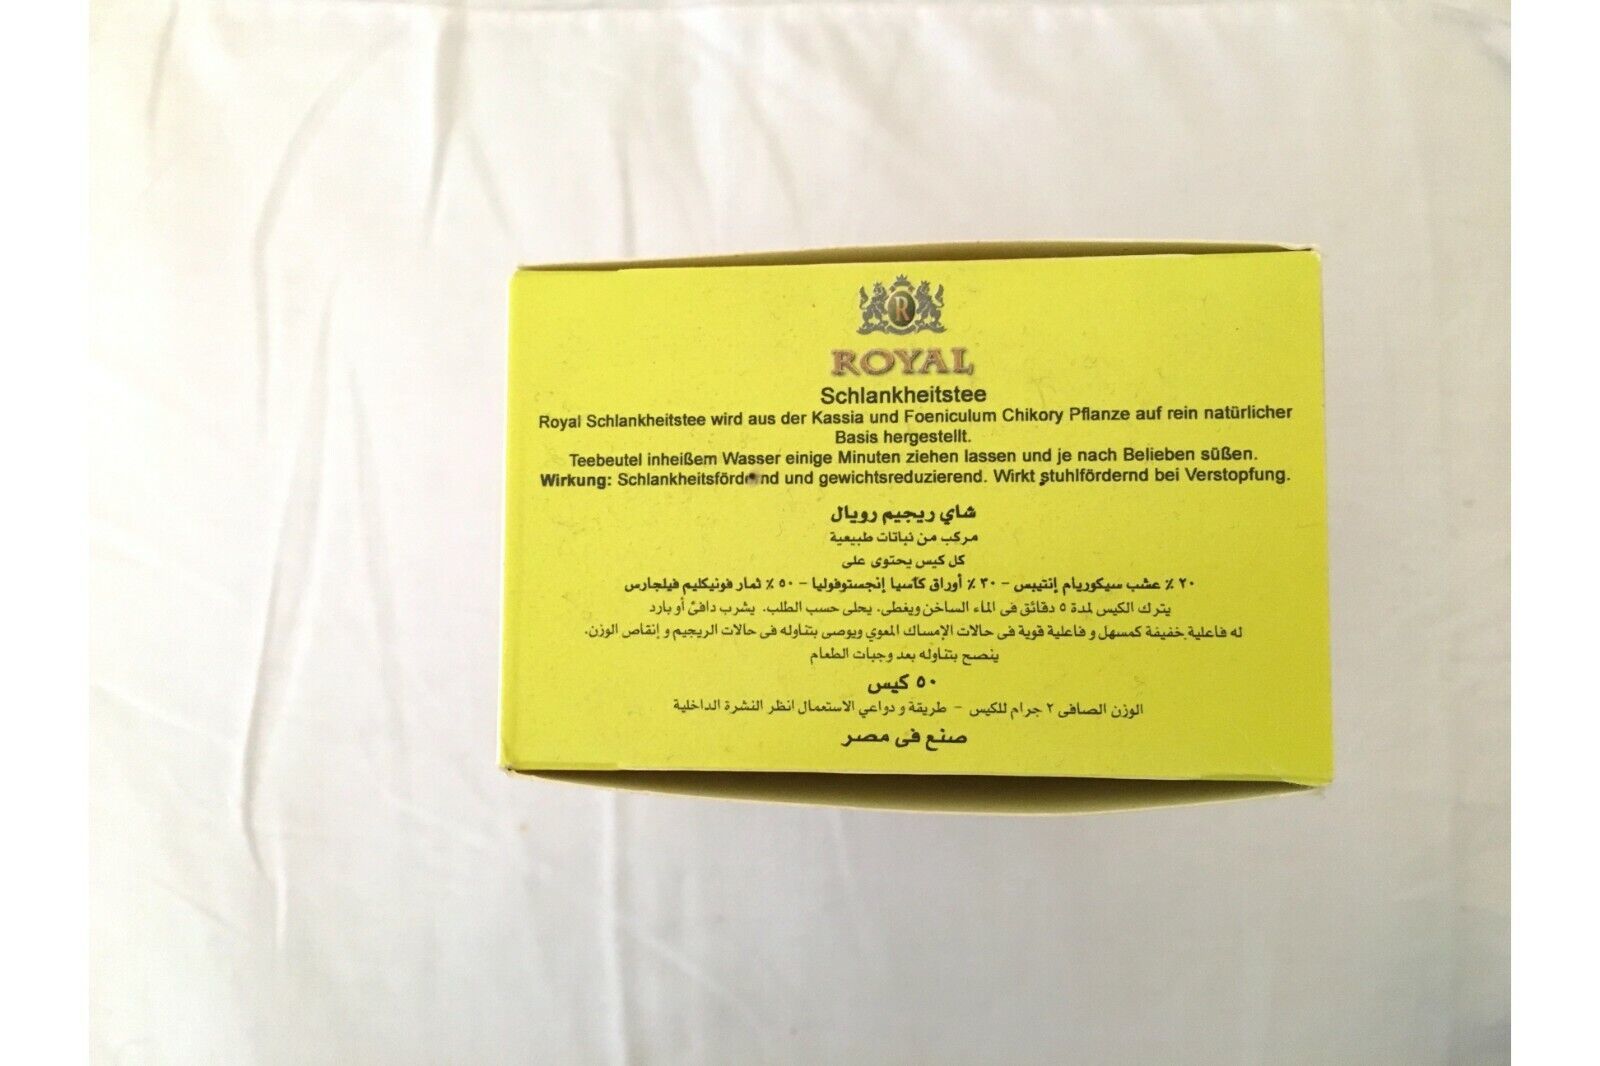 R
ROYAL
Schlankheitstee
Royal Schlankheitstee wird aus der Kassia und Foeniculum Chikory Pflanze auf rein natürlicher
Basis hergestellt.
Teebeutel inheißem Wasser einige Minuten ziehen lassen und je nach Belieben süßen.
Wirkung: Schlankheitsfördend und gewichtsreduzierend. Wirkt stuhlfördernd bei Verstopfung.
شاي ريجيم رويال
مركب من نباتات طبيعية
كل كيس يحتوى على
٢٠ ٪ عشب سيكوريام إنتيبس - ٣٠ ٪ أوراق كاسيا إنجستوفوليا - ٥٠ ٪ ثمار فونيكليم فيلجارس
يترك الكيس لمدة ٥ دقائق فى الماء الساخن ويغطى. يحلى حسب الطلب. يشرب دافئ أو بارد
له فاعلية خفيفة كمسهل و فاعلية قوية فى حالات الإمساك المعوي ويوصى بتناوله فى حالات الريجيم و إنقاص الوزن.
ينصح بتناوله بعد وجبات الطعام
٥٠ كيس
الوزن الصافى ٢ جرام للكيس - طريقة و دواعي الاستعمال انظر النشرة الداخلية
صنع فى مصر